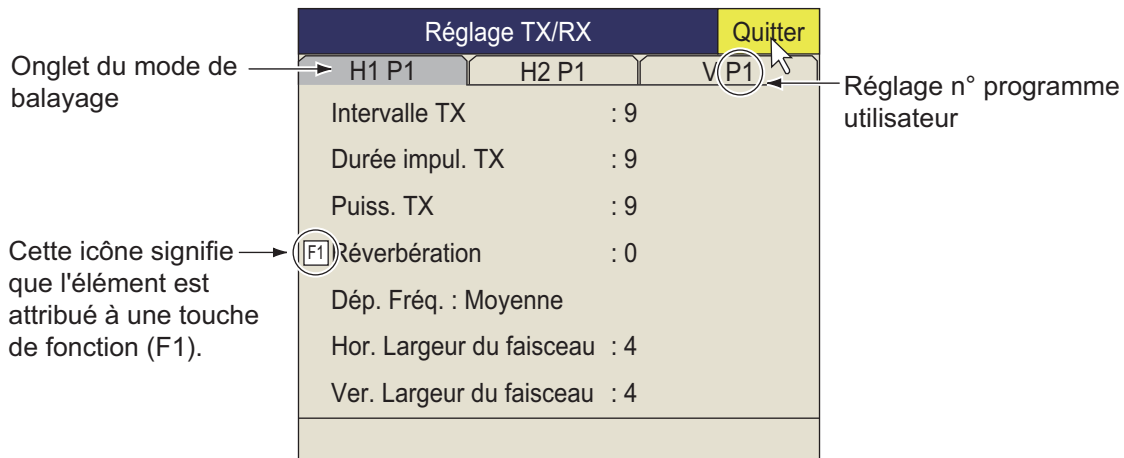 Réglage TX/RX
Quitter
Onglet du mode de
balayage
H1 P1
H2 P1
V P1
Réglage n° programme
utilisateur
Intervalle TX : 9
Durée impul. TX : 9
Puiss. TX : 9
Cette icône signifie
que l'élément est
attribué à une touche
de fonction (F1).
F1 Réverbération : 0
Dép. Fréq. : Moyenne
Hor. Largeur du faisceau : 4
Ver. Largeur du faisceau : 4